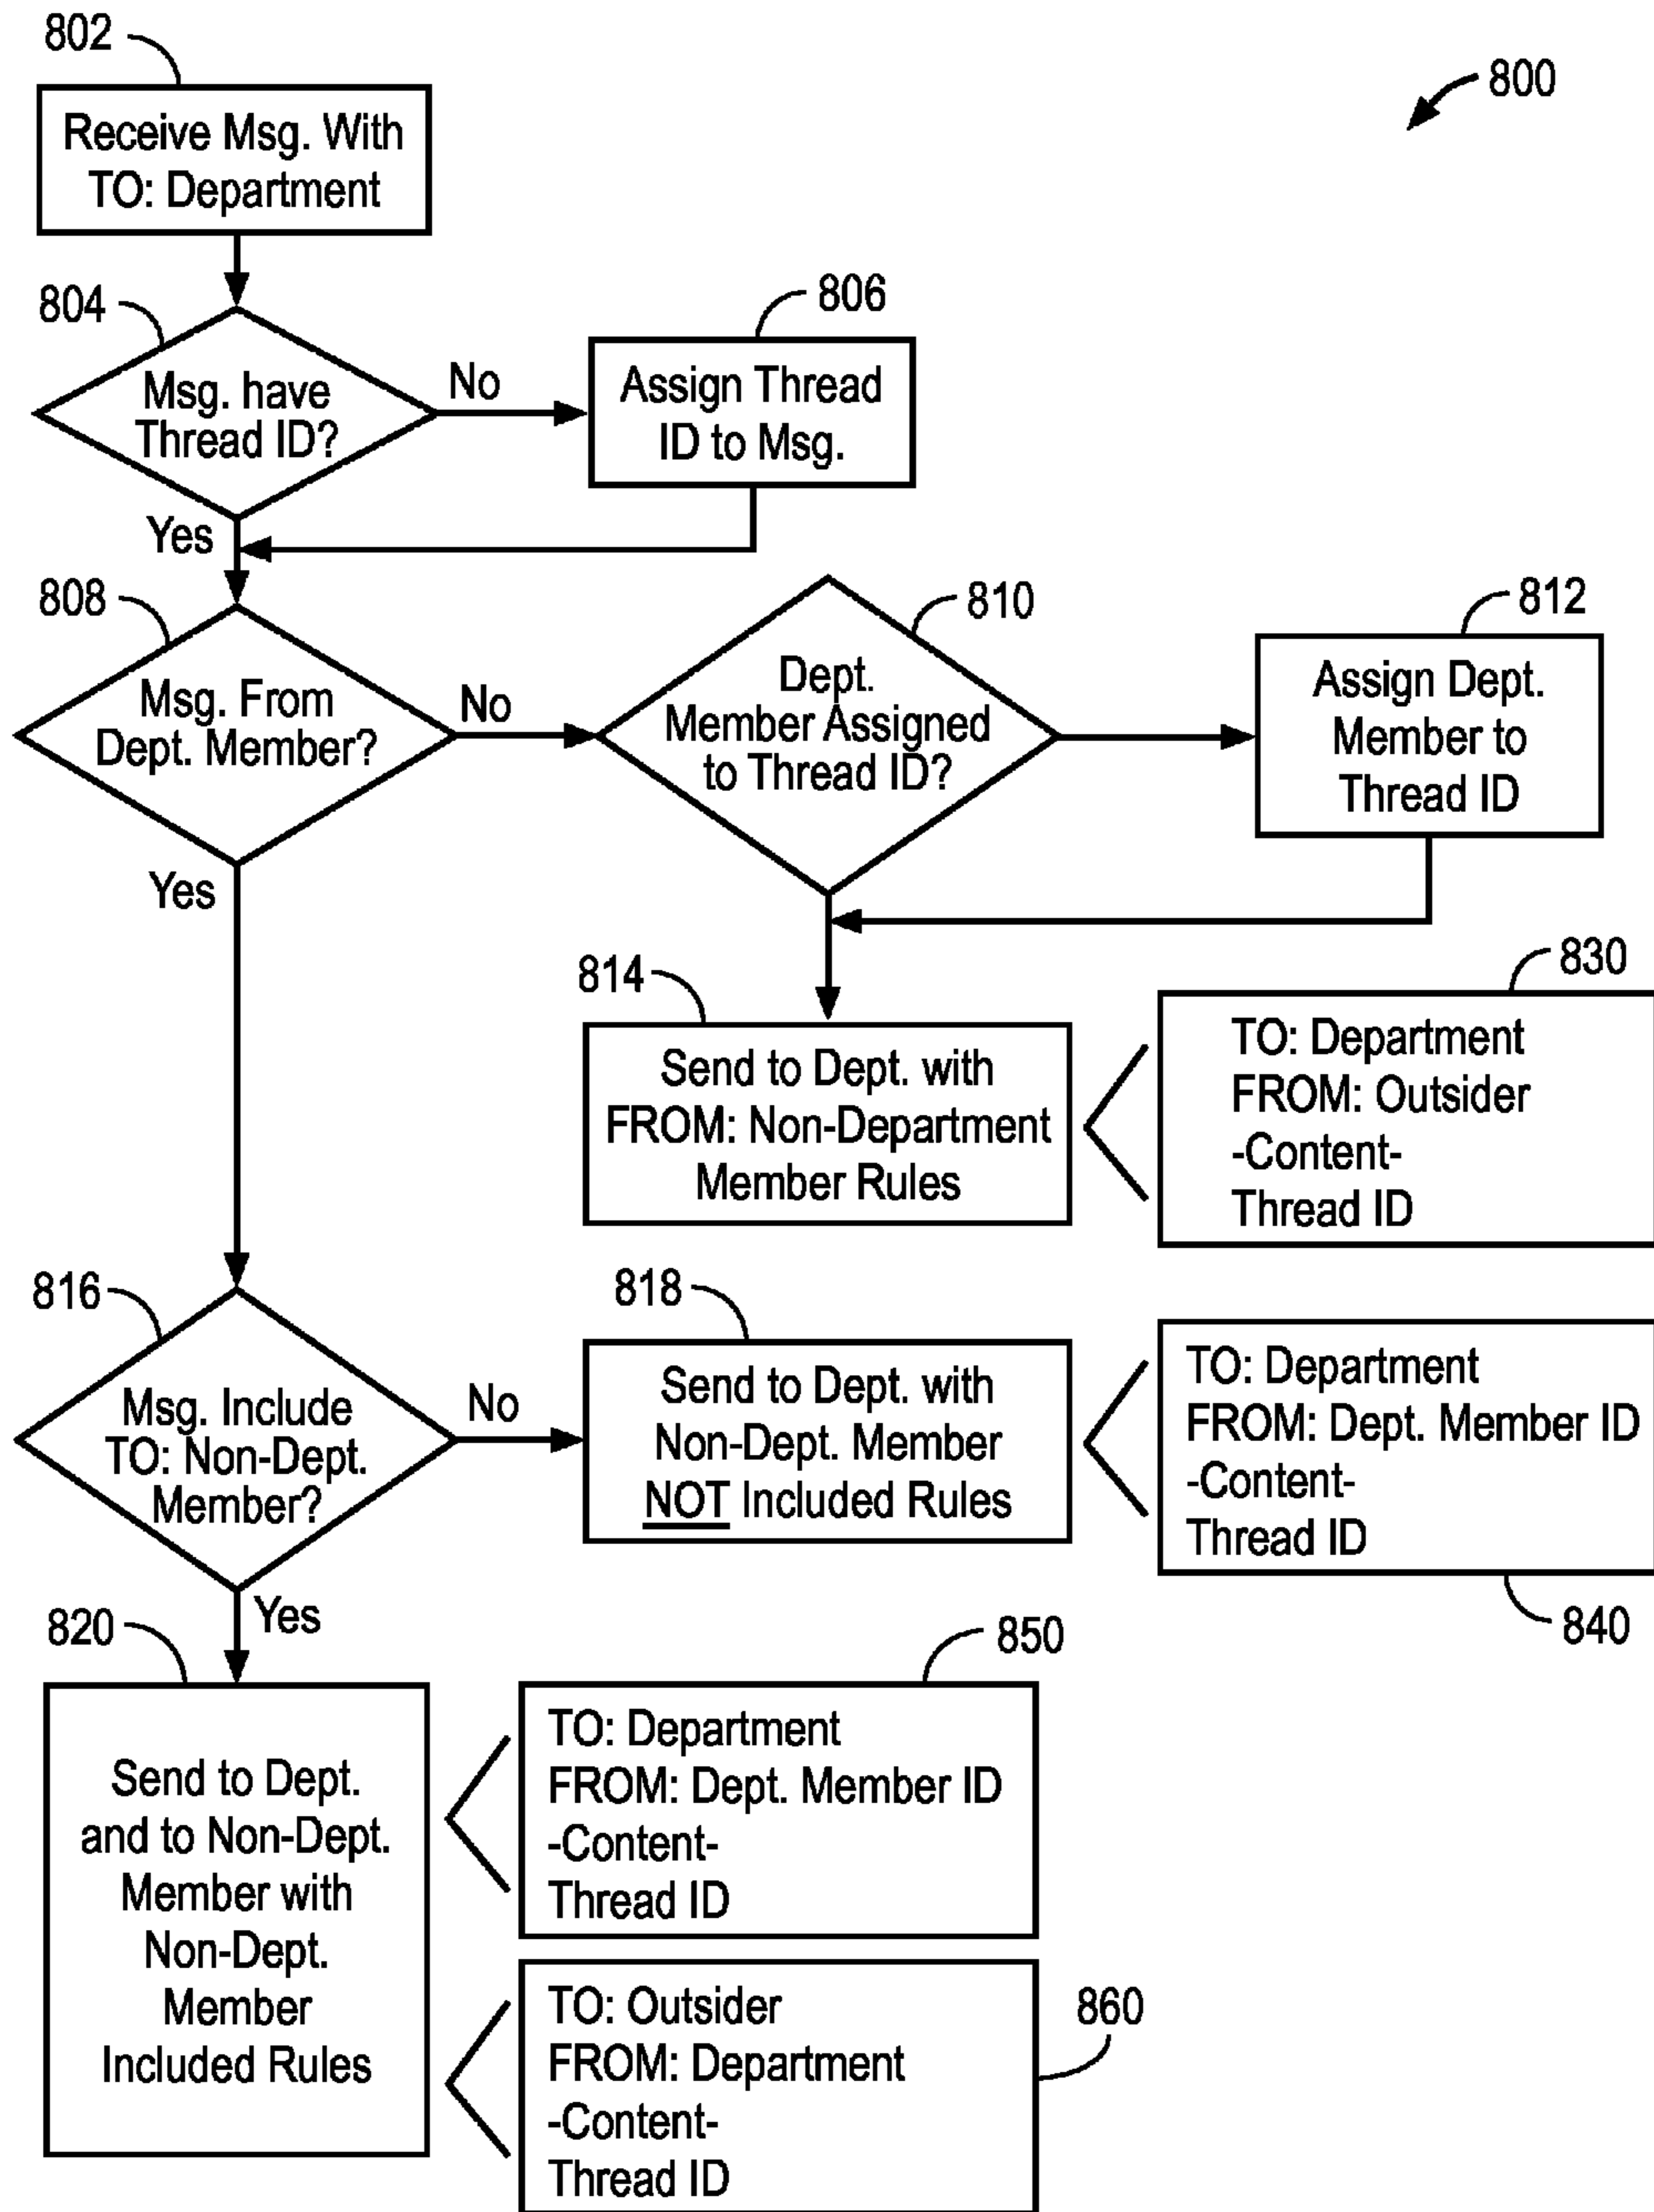 802
800
Receive Msg. With
TO: Department
804
806
Msg. have
Thread ID?
No
Assign Thread
ID to Msg.
Yes
808
810
812
Msg. From
Dept. Member?
No
Dept.
Member Assigned
to Thread ID?
Assign Dept.
Member to
Thread ID
Yes
814
830
Send to Dept. with
FROM: Non-Department
Member Rules
TO: Department
FROM: Outsider
-Content-
Thread ID
816
818
Msg. Include
TO: Non-Dept.
Member?
No
Send to Dept. with
Non-Dept. Member
NOT Included Rules
TO: Department
FROM: Dept. Member ID
-Content-
Thread ID
840
Yes
820
850
Send to Dept.
and to Non-Dept.
Member with
Non-Dept.
Member
Included Rules
TO: Department
FROM: Dept. Member ID
-Content-
Thread ID
860
TO: Outsider
FROM: Department
-Content-
Thread ID